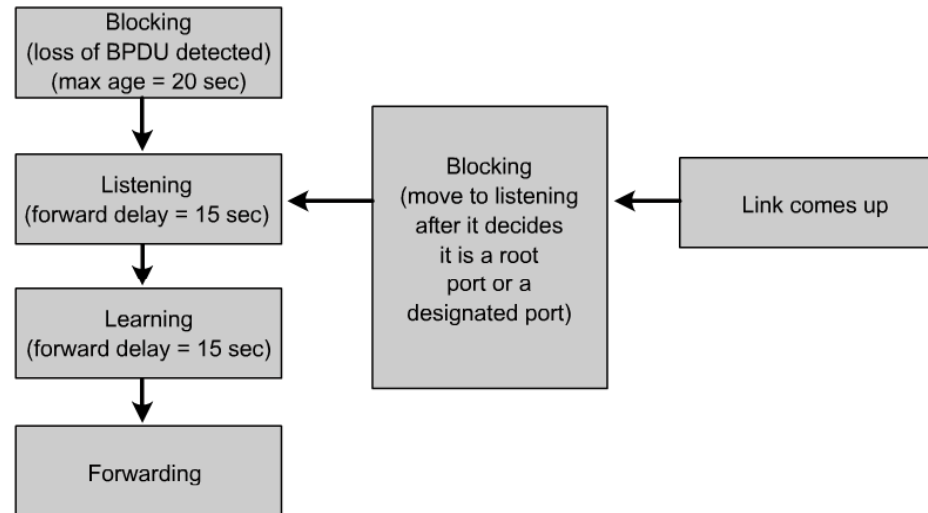 Blocking
(loss of BPDU detected)
(max age = 20 sec)
Listening
(forward delay = 15 sec)
Learning
(forward delay = 15 sec)
Forwarding
Blocking
(move to listening
after it decides
it is a root
port or a
designated port)
Link comes up